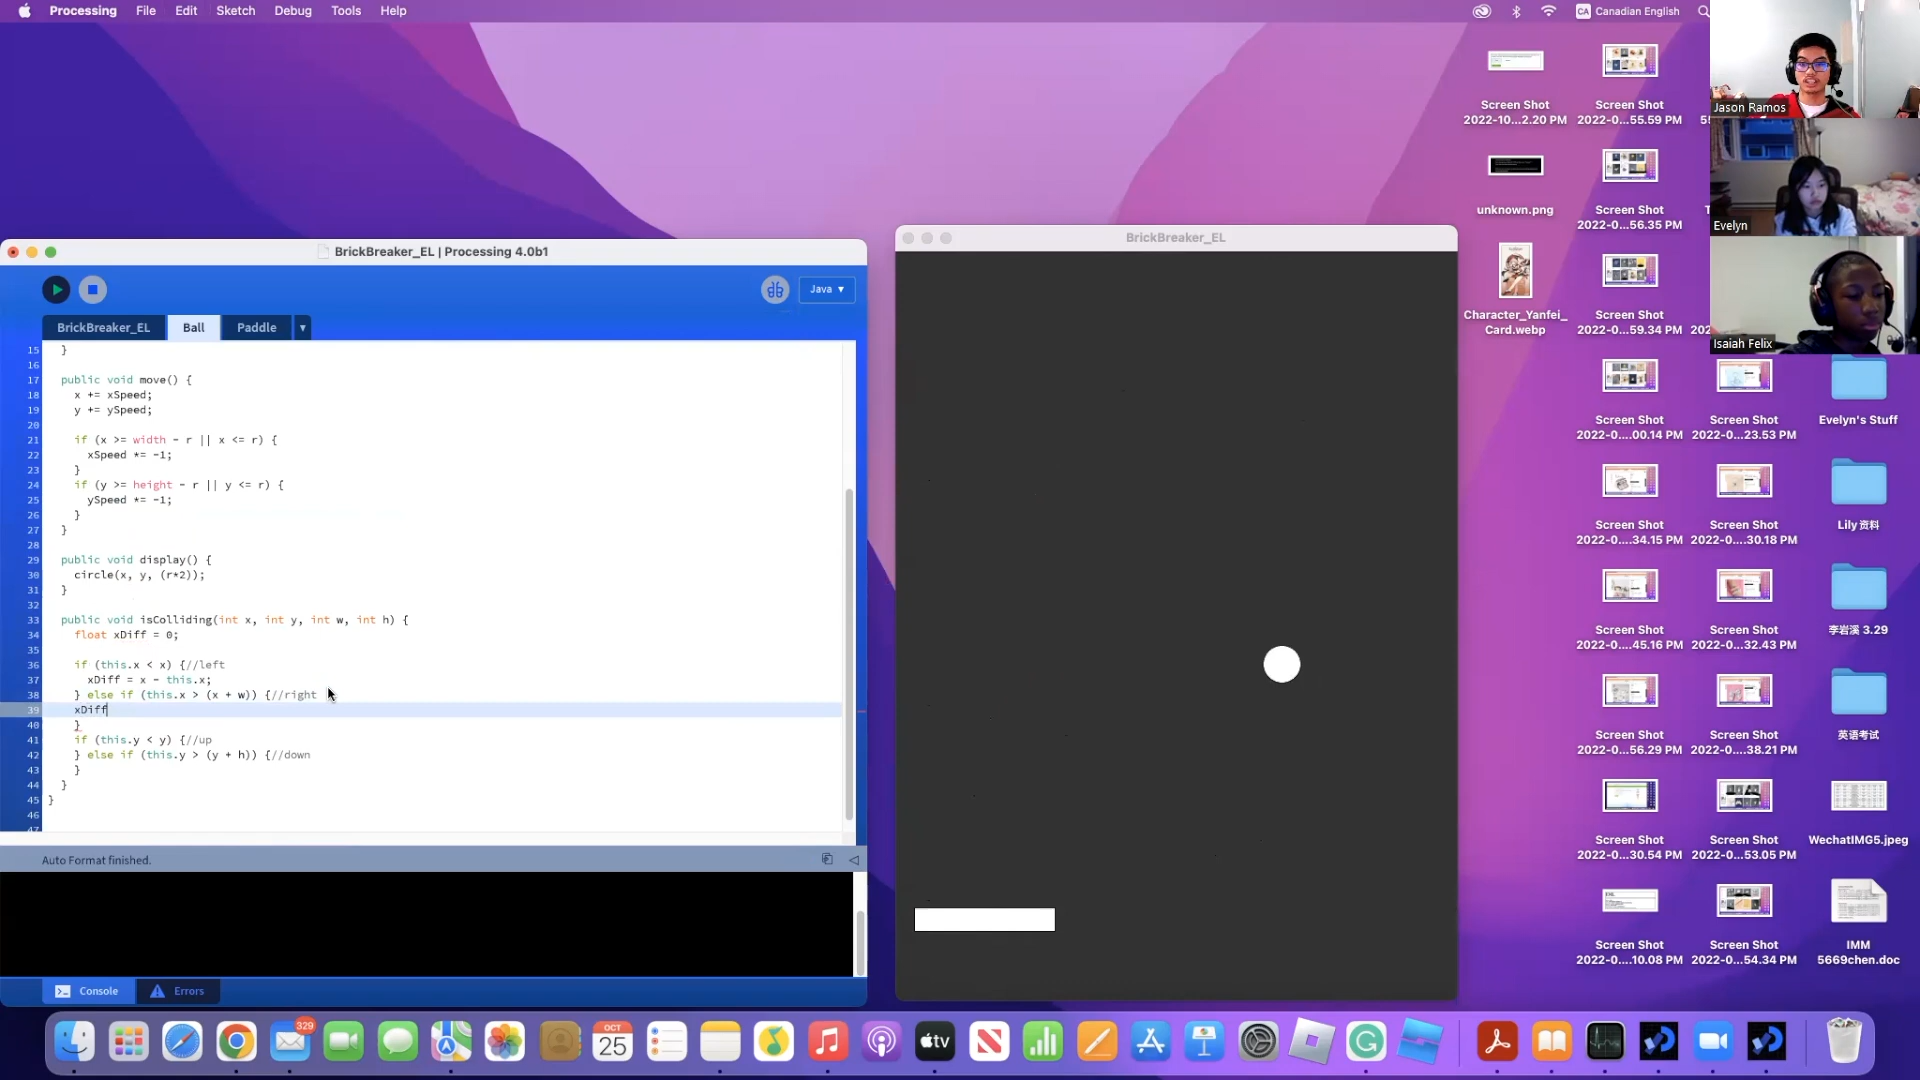 Processing File Edit Sketch Debug Tools Help
CA Canadian English
Jason Ramos
Evelyn
Isaiah Felix
Screen Shot
2022-10...2.20 PM
Screen Shot
2022-0...55.59 PM
unknown.png
Screen Shot
2022-0...56.35 PM
Character_Yanfei_
Card.webp
Screen Shot
2022-0...59.34 PM
Screen Shot
2022-0....00.14 PM
Screen Shot
2022-0...23.53 PM
Evelyn's Stuff
Screen Shot
2022-0....34.15 PM
Screen Shot
2022-0...30.18 PM
Lily 资料
Screen Shot
2022-0....45.16 PM
Screen Shot
2022-0...32.43 PM
李岩溪 3.29
Screen Shot
2022-0...56.29 PM
Screen Shot
2022-0....38.21 PM
英语考试
Screen Shot
2022-0...30.54 PM
Screen Shot
2022-0...53.05 PM
WechatIMG5.jpeg
Screen Shot
2022-0....10.08 PM
Screen Shot
2022-0...54.34 PM
IMM
5669chen.doc
BrickBreaker_EL | Processing 4.0b1
Java ▾
BrickBreaker_EL Ball Paddle ▾
15 }
16
17 public void move() {
18 x += xSpeed;
19 y += ySpeed;
20
21 if (x >= width - r || x <= r) {
22 xSpeed *= -1;
23 }
24 if (y >= height - r || y <= r) {
25 ySpeed *= -1;
26 }
27 }
28
29 public void display() {
30 circle(x, y, (r*2));
31 }
32
33 public void isColliding(int x, int y, int w, int h) {
34 float xDiff = 0;
35
36 if (this.x < x) {//left
37 xDiff = x - this.x;
38 } else if (this.x > (x + w)) {//right
39 xDiff
40 }
41 if (this.y < y) {//up
42 } else if (this.y > (y + h)) {//down
43 }
44 }
45 }
46
47
Auto Format finished.
Console Errors
BrickBreaker_EL
329
OCT
25
tv